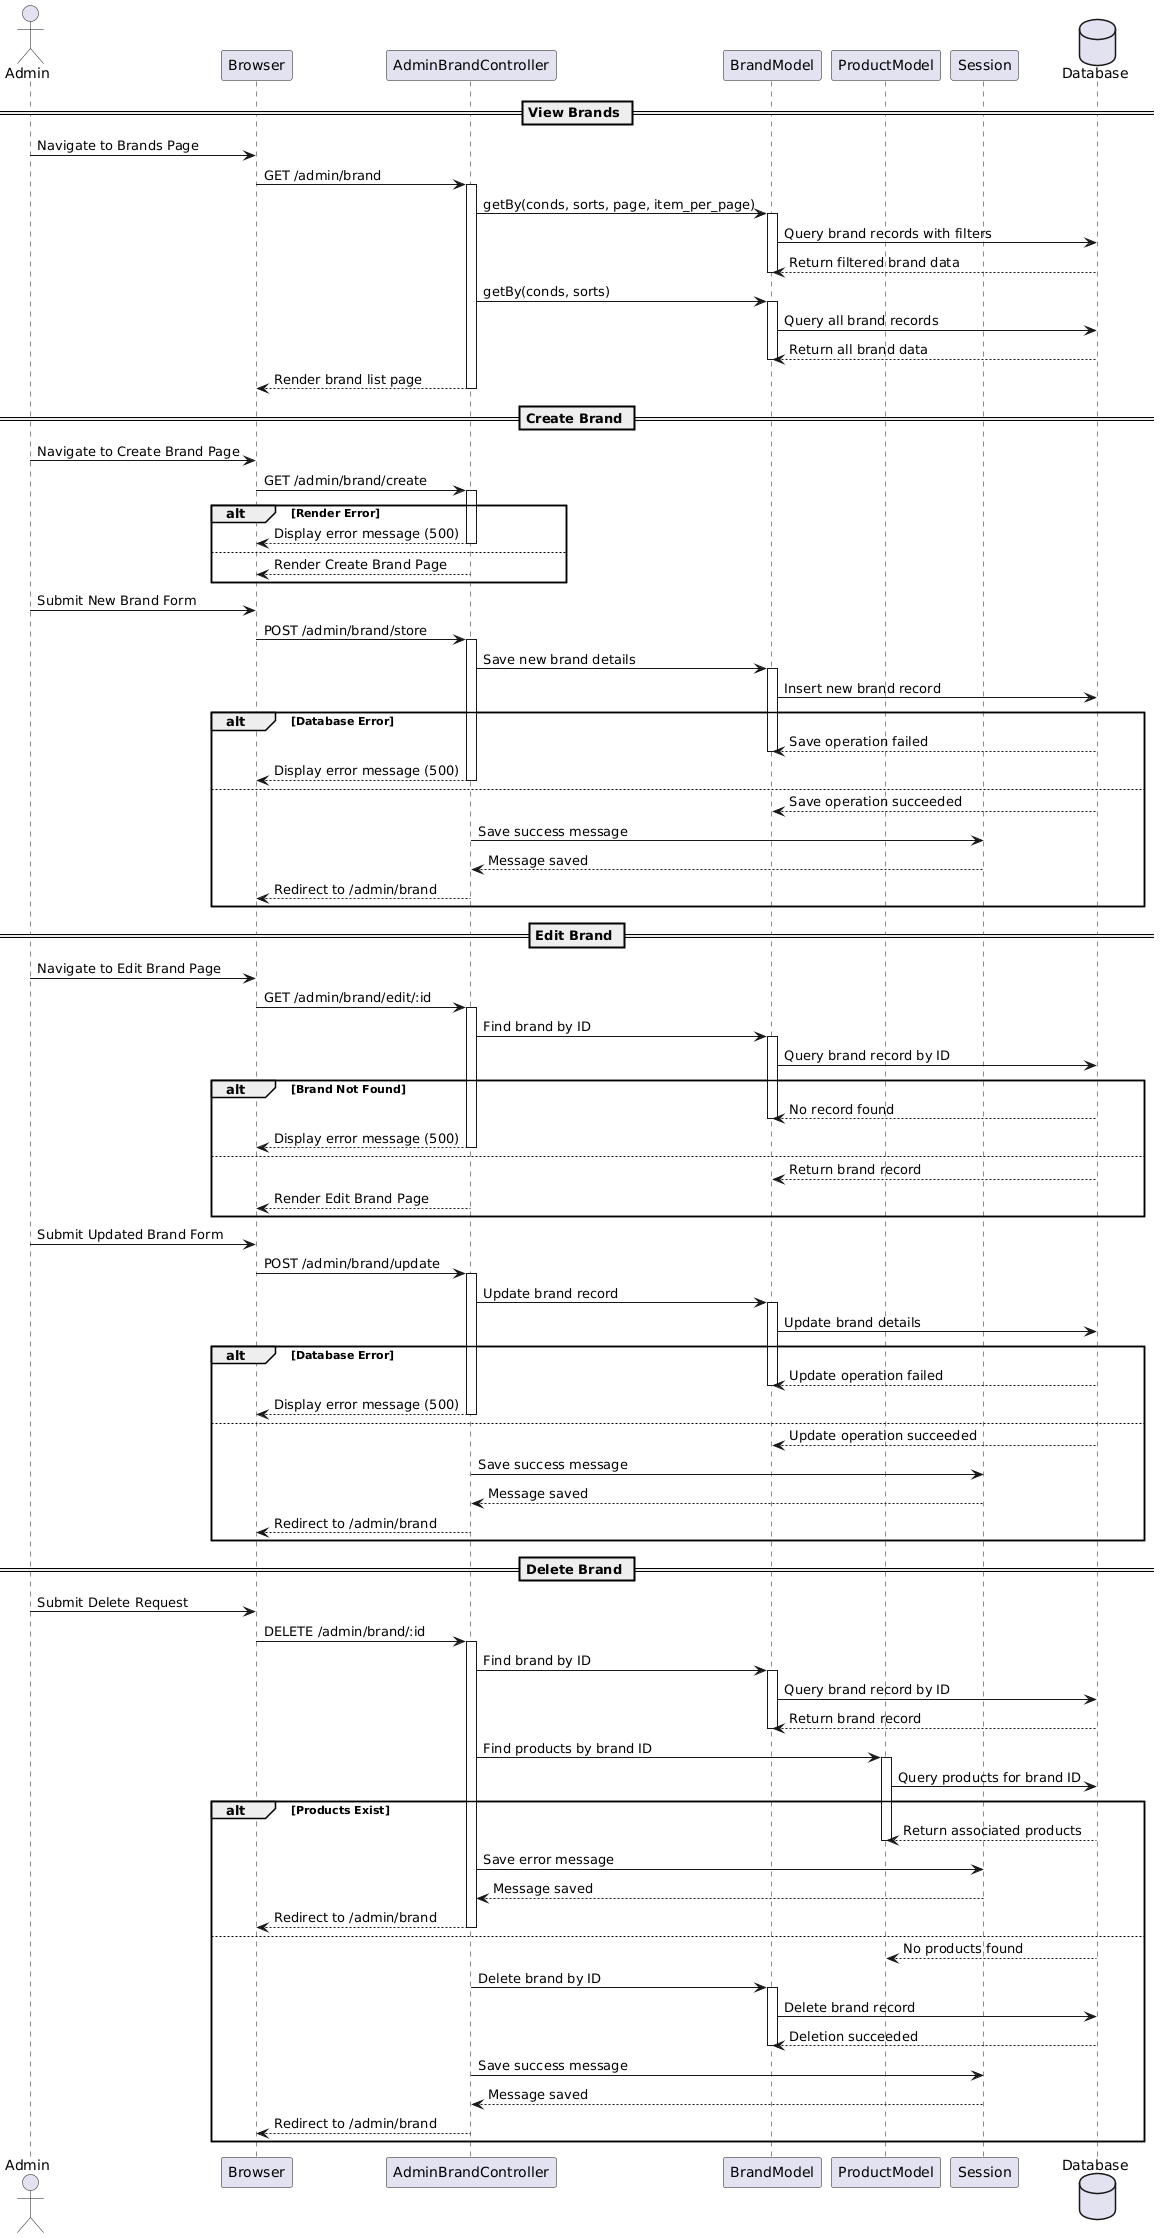 Admin
Browser
AdminBrandController
BrandModel
ProductModel
Session
Database
View Brands
Navigate to Brands Page
GET /admin/brand
getBy(conds, sorts, page, item_per_page)
Query brand records with filters
Return filtered brand data
getBy(conds, sorts)
Query all brand records
Return all brand data
Render brand list page
Create Brand
Navigate to Create Brand Page
GET /admin/brand/create
alt [Render Error]
Display error message (500)
Render Create Brand Page
Submit New Brand Form
POST /admin/brand/store
Save new brand details
Insert new brand record
alt [Database Error]
Save operation failed
Display error message (500)
Save operation succeeded
Save success message
Message saved
Redirect to /admin/brand
Edit Brand
Navigate to Edit Brand Page
GET /admin/brand/edit/:id
Find brand by ID
Query brand record by ID
alt [Brand Not Found]
No record found
Display error message (500)
Return brand record
Render Edit Brand Page
Submit Updated Brand Form
POST /admin/brand/update
Update brand record
Update brand details
alt [Database Error]
Update operation failed
Display error message (500)
Update operation succeeded
Save success message
Message saved
Redirect to /admin/brand
Delete Brand
Submit Delete Request
DELETE /admin/brand/:id
Find brand by ID
Query brand record by ID
Return brand record
Find products by brand ID
Query products for brand ID
alt [Products Exist]
Return associated products
Save error message
Message saved
Redirect to /admin/brand
No products found
Delete brand by ID
Delete brand record
Deletion succeeded
Save success message
Message saved
Redirect to /admin/brand
Admin
Browser
AdminBrandController
BrandModel
ProductModel
Session
Database